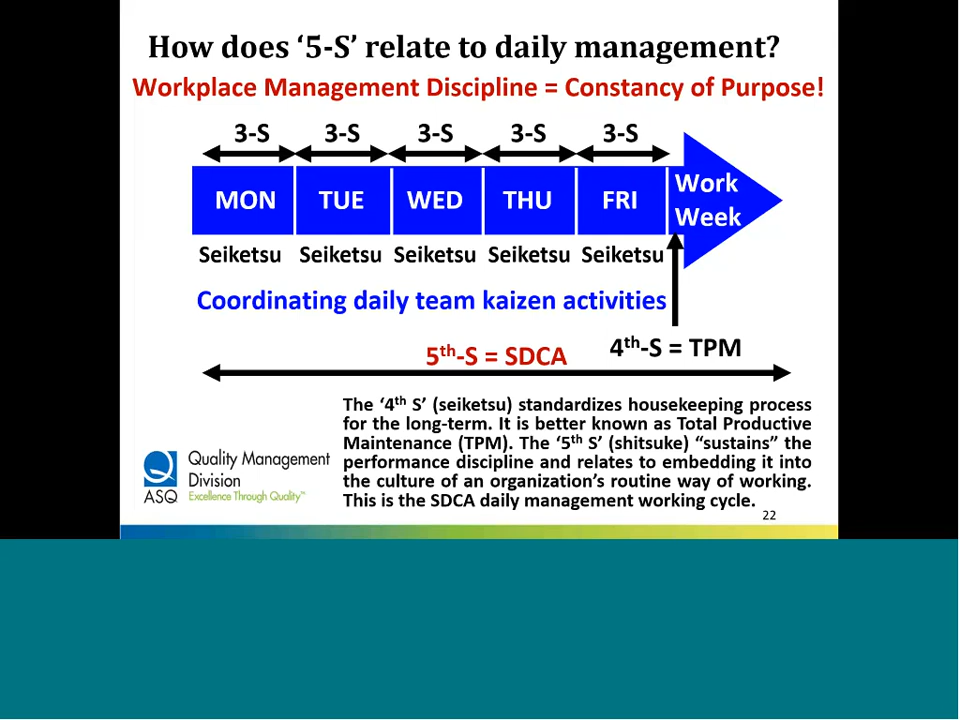 How does ‘5-S’ relate to daily management?
Workplace Management Discipline = Constancy of Purpose!
3-S 3-S 3-S 3-S 3-S
MON TUE WED THU FRI
Work
Week
Seiketsu Seiketsu Seiketsu Seiketsu Seiketsu
Coordinating daily team kaizen activities
5th-S = SDCA
4th-S = TPM
The ‘4th S’ (seiketsu) standardizes housekeeping process
for the long-term. It is better known as Total Productive
Maintenance (TPM). The ‘5th S’ (shitsuke) “sustains” the
performance discipline and relates to embedding it into
the culture of an organization’s routine way of working.
This is the SDCA daily management working cycle.
Quality Management
Division
ASQ Excellence Through Quality™
22